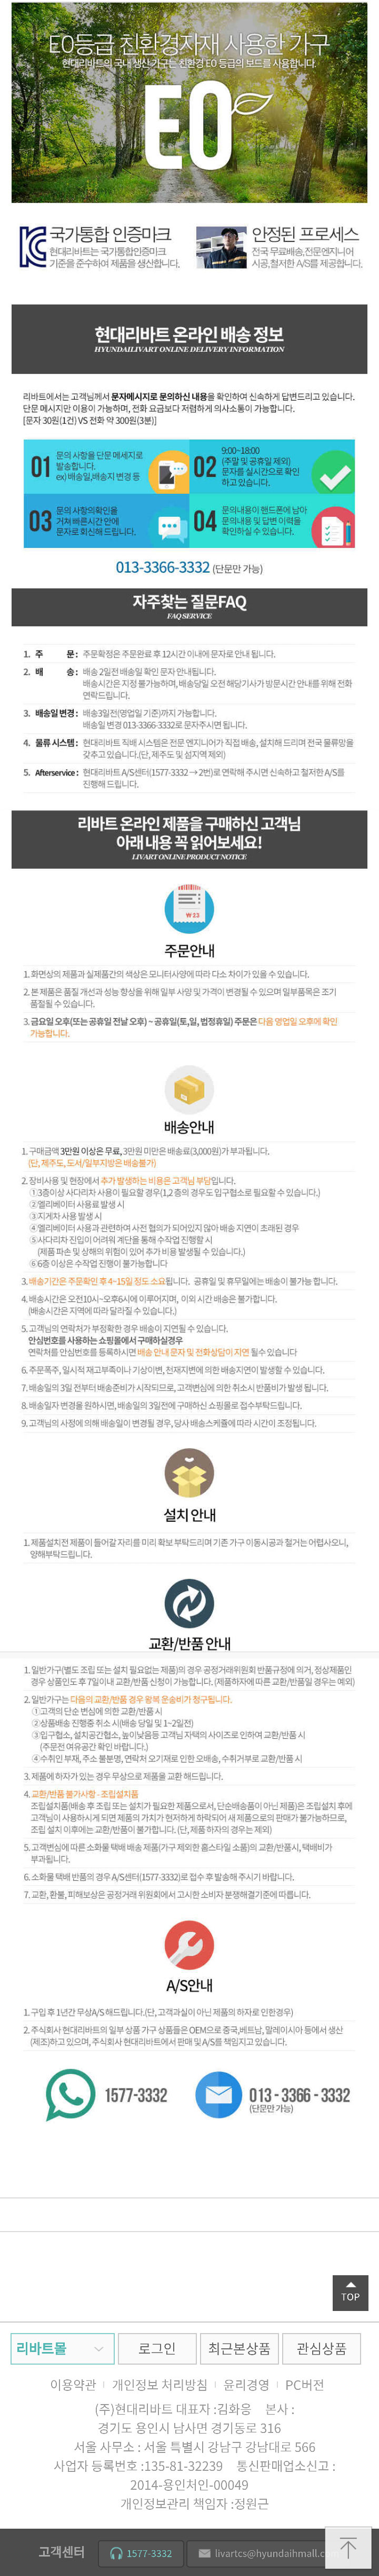 E0등급 친환경자재 사용한 가구
현대리바트의 국내 생산 가구는 친환경 E0 등급의 보드를 사용합니다.
E0
국가통합 인증마크
현대리바트는 국가통합인증마크
기준을 준수하여 제품을 생산합니다.
안정된 프로세스
전국 무료배송,전문엔지니어
시공,철저한 A/S를 제공합니다.
현대리바트 온라인 배송 정보
HYUNDAILIVART ONLINE DELIVERY INFORMATION
리바트에서는 고객님께서 문자메시지로 문의하신 내용을 확인하여 신속하게 답변드리고 있습니다.
단문 메시지만 이용이 가능하며, 전화 요금보다 저렴하게 의사소통이 가능합니다.
[문자 30원(1건) VS 전화 약 300원(3분)]
01 문의 사항을 단문 메세지로
발송합니다.
ex) 배송일,배송지 변경 등
02 9:00~18:00
(주말 및 공휴일 제외)
문자를 실시간으로 확인
하고 있습니다.
03 문의 사항의확인을
거쳐 빠른시간 안에
문자로 회신해 드립니다.
04 문의내용이 핸드폰에 남아
문의내용 및 답변 이력을
확인하실 수 있습니다.
013-3366-3332 (단문만 가능)
자주찾는 질문FAQ
FAQ SERVICE
1. 주 문 : 주문확정은 주문완료 후 12시간 이내에 문자로 안내 됩니다.
2. 배 송 : 배송 2일전 배송일 확인 문자 안내됩니다.
배송시간은 지정 불가능하며, 배송당일 오전 해당기사가 방문시간 안내를 위해 전화
연락드립니다.
3. 배송일 변경 : 배송3일전(영업일 기준)까지 가능합니다.
배송일 변경 013-3366-3332로 문자주시면 됩니다.
4. 물류 시스템 : 현대리바트 직배 시스템은 전문 엔지니어가 직접 배송, 설치해 드리며 전국 물류망을
갖추고 있습니다.(단, 제주도 및 섬지역 제외)
5. Afterservice : 현대리바트 A/S센터(1577-3332 → 2번)로 연락해 주시면 신속하고 철저한 A/S를
진행해 드립니다.
리바트 온라인 제품을 구매하신 고객님
아래 내용 꼭 읽어보세요!
LIVART ONLINE PRODUCT NOTICE
W 23
주문안내
1. 화면상의 제품과 실제품간의 색상은 모니터사양에 따라 다소 차이가 있을 수 있습니다.
2. 본 제품은 품질 개선과 성능 향상을 위해 일부 사양 및 가격이 변경될 수 있으며 일부품목은 조기
품절될 수 있습니다.
3. 금요일 오후(또는 공휴일 전날 오후) ~ 공휴일(토,일, 법정휴일) 주문은 다음 영업일 오후에 확인
가능합니다.
배송안내
1. 구매금액 3만원 이상은 무료, 3만원 미만은 배송료(3,000원)가 부과됩니다.
(단, 제주도, 도서/일부지방은 배송불가)
2. 장비사용 및 현장에서 추가 발생하는 비용은 고객님 부담입니다.
①3층이상 사다리차 사용이 필요할 경우(1,2 층의 경우도 입구협소로 필요할 수 있습니다.)
②엘리베이터 사용료 발생 시
③지게차 사용 발생 시
④엘리베이터 사용과 관련하여 사전 협의가 되어있지 않아 배송 지연이 초래된 경우
⑤사다리차 진입이 어려워 계단을 통해 수작업 진행할 시
(제품 파손 및 상해의 위험이 있어 추가 비용 발생될 수 있습니다.)
⑥6층 이상은 수작업 진행이 불가능합니다
3. 배송기간은 주문확인 후 4~15일 정도 소요됩니다. 공휴일 및 휴무일에는 배송이 불가능 합니다.
4. 배송시간은 오전10시~오후6시에 이루어지며, 이외 시간 배송은 불가합니다.
(배송시간은 지역에 따라 달라질 수 있습니다.)
5. 고객님의 연락처가 부정확한 경우 배송이 지연될 수 있습니다.
안심번호를 사용하는 쇼핑몰에서 구매하실경우
연락처를 안심번호를 등록하시면 배송 안내 문자 및 전화상담이 지연 될수 있습니다
6. 주문폭주, 일시적 재고부족이나 기상이변, 천재지변에 의한 배송지연이 발생할 수 있습니다.
7. 배송일의 3일 전부터 배송준비가 시작되므로, 고객변심에 의한 취소시 반품비가 발생 됩니다.
8. 배송일자 변경을 원하시면, 배송일의 3일전에 구매하신 쇼핑몰로 접수부탁드립니다.
9. 고객님의 사정에 의해 배송일이 변경될 경우, 당사 배송스케쥴에 따라 시간이 조정됩니다.
설치 안내
1. 제품설치전 제품이 들어갈 자리를 미리 확보 부탁드리며 기존 가구 이동시공과 철거는 어렵사오니,
양해부탁드립니다.
교환/반품 안내
1. 일반가구(별도 조립 또는 설치 필요없는 제품)의 경우 공정거래위원회 반품규정에 의거, 정상제품인
경우 상품인도 후 7일이내 교환/반품 신청이 가능합니다. (제품하자에 따른 교환/반품일 경우는 예외)
2. 일반가구는 다음의 교환/반품 경우 왕복 운송비가 청구됩니다.
①고객의 단순 변심에 의한 교환/반품 시
②상품배송 진행중 취소 시(배송 당일 및 1~2일전)
③입구협소, 설치공간협소, 높이낮음등 고객님 자택의 사이즈로 인하여 교환/반품 시
(주문전 여유공간 확인 바랍니다.)
④수취인 부재, 주소 불분명, 연락처 오기재로 인한 오배송, 수취거부로 교환/반품 시
3. 제품에 하자가 있는 경우 무상으로 제품을 교환 해드립니다.
4. 교환/반품 불가사항 - 조립설치품
조립설치품(배송 후 조립 또는 설치가 필요한 제품으로서, 단순배송품이 아닌 제품)은 조립설치 후에
고객님이 사용하시게 되면 제품의 가치가 현저하게 하락되어 새 제품으로의 판매가 불가능하므로,
조립 설치 이후에는 교환/반품이 불가합니다. (단, 제품 하자의 경우는 제외)
5. 고객변심에 따른 소화물 택배 배송 제품(가구 제외한 홈스타일 소품)의 교환/반품시, 택배비가
부과됩니다.
6. 소화물 택배 반품의 경우 A/S센터(1577-3332)로 접수 후 발송해 주시기 바랍니다.
7. 교환, 환불, 피해보상은 공정거래 위원회에서 고시한 소비자 분쟁해결기준에 따릅니다.
A/S안내
1. 구입 후 1년간 무상A/S 해드립니다.(단, 고객과실이 아닌 제품의 하자로 인한경우)
2. 주식회사 현대리바트의 일부 상품 가구 상품들은 OEM으로 중국,베트남, 말레이시아 등에서 생산
(제조)하고 있으며, 주식회사 현대리바트에서 판매 및 A/S를 책임지고 있습니다.
1577-3332
013 - 3366 - 3332
(단문만 가능)
TOP
리바트몰 로그인 최근본상품 관심상품
이용약관 개인정보 처리방침 윤리경영 PC버전
(주)현대리바트 대표자 :김화응 본사 :
경기도 용인시 남사면 경기동로 316
서울 사무소 : 서울 특별시 강남구 강남대로 566
사업자 등록번호 :135-81-32239 통신판매업소신고 :
2014-용인처인-00049
개인정보관리 책임자 :정원근
고객센터 1577-3332 livartcs@hyundaihmall.